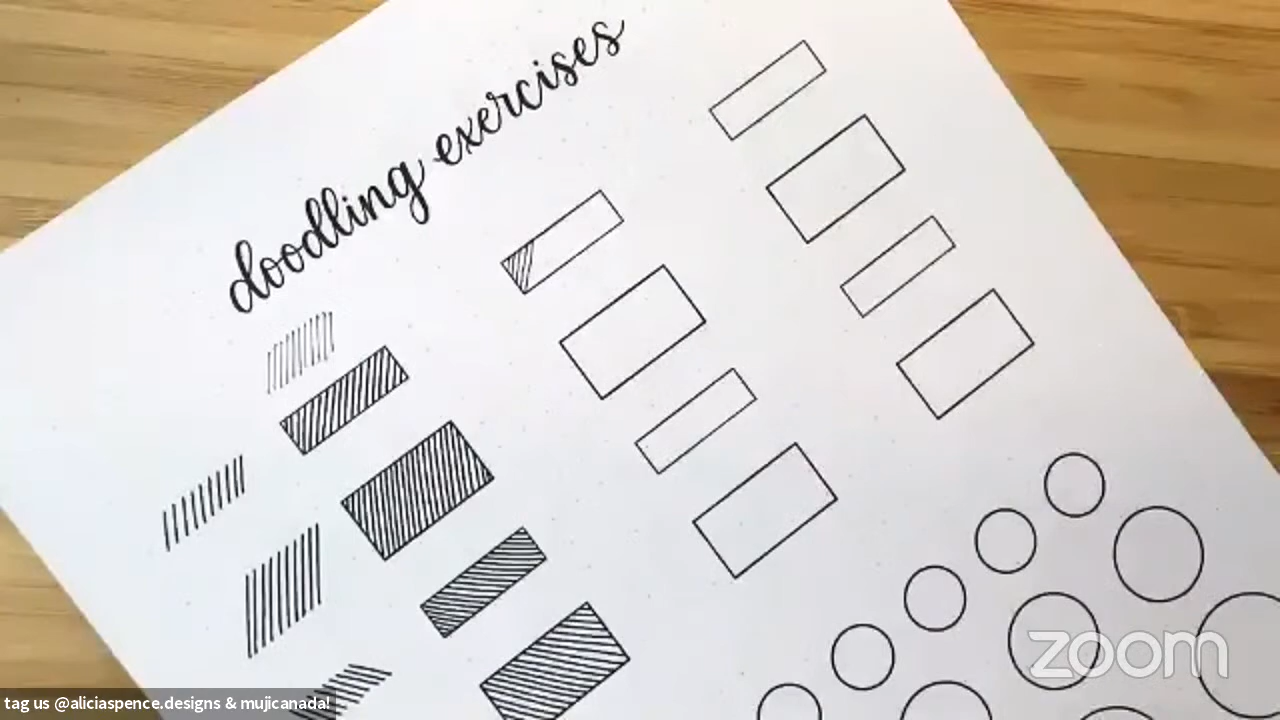 doodling exercises
zoom
tag us @aliciaspence.designs & mujicanada!